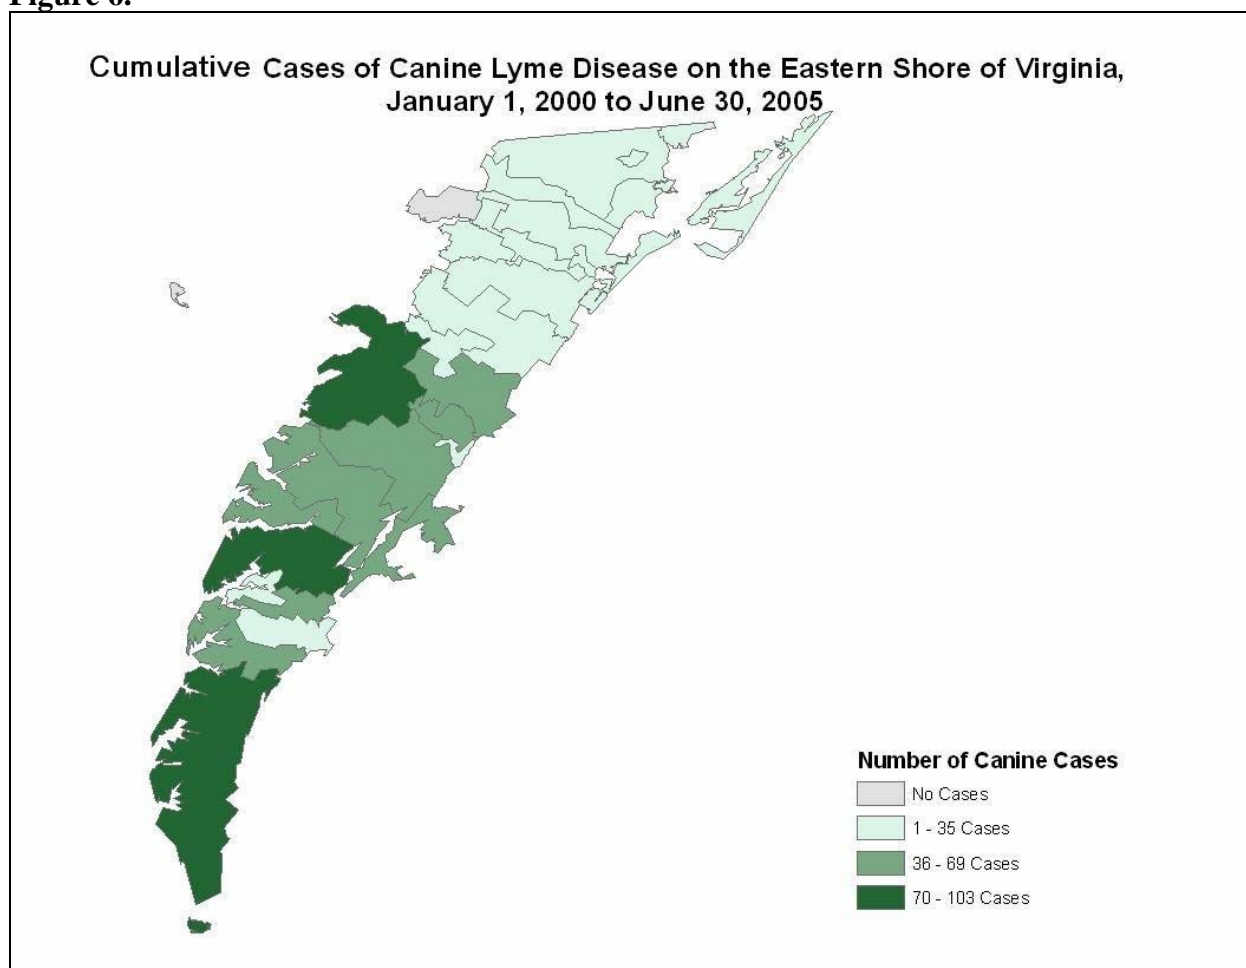 Figure 6.
Cumulative Cases of Canine Lyme Disease on the Eastern Shore of Virginia,
January 1, 2000 to June 30, 2005
Number of Canine Cases
No Cases
1 - 35 Cases
36 - 69 Cases
70 - 103 Cases